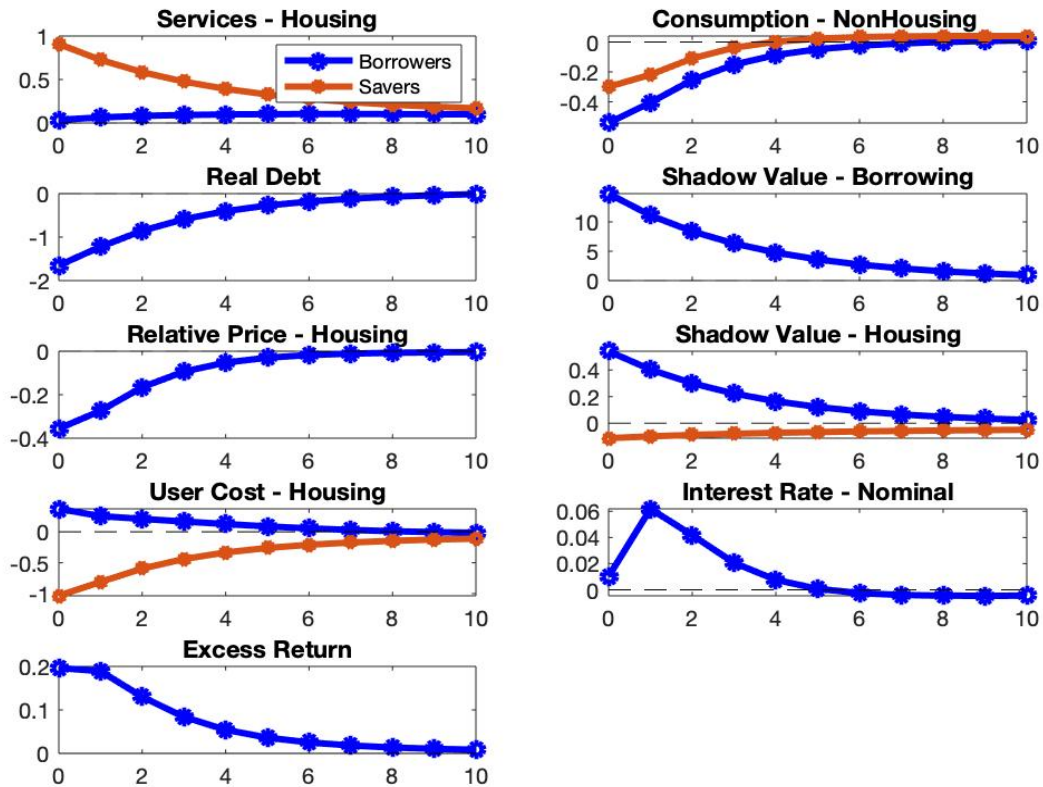 Services - Housing
1
0.5
0
Borrowers
Savers
0 2 4 6 8 10
Consumption - NonHousing
0
-0.2
-0.4
0 2 4 6 8 10
Real Debt
0
-1
-2
0 2 4 6 8 10
Shadow Value - Borrowing
10
5
0
0 2 4 6 8 10
Relative Price - Housing
0
-0.2
-0.4
0 2 4 6 8 10
Shadow Value - Housing
0.4
0.2
0
0 2 4 6 8 10
User Cost - Housing
0
-0.5
-1
0 2 4 6 8 10
Interest Rate - Nominal
0.06
0.04
0.02
0
0 2 4 6 8 10
Excess Return
0.2
0.1
0
0 2 4 6 8 10